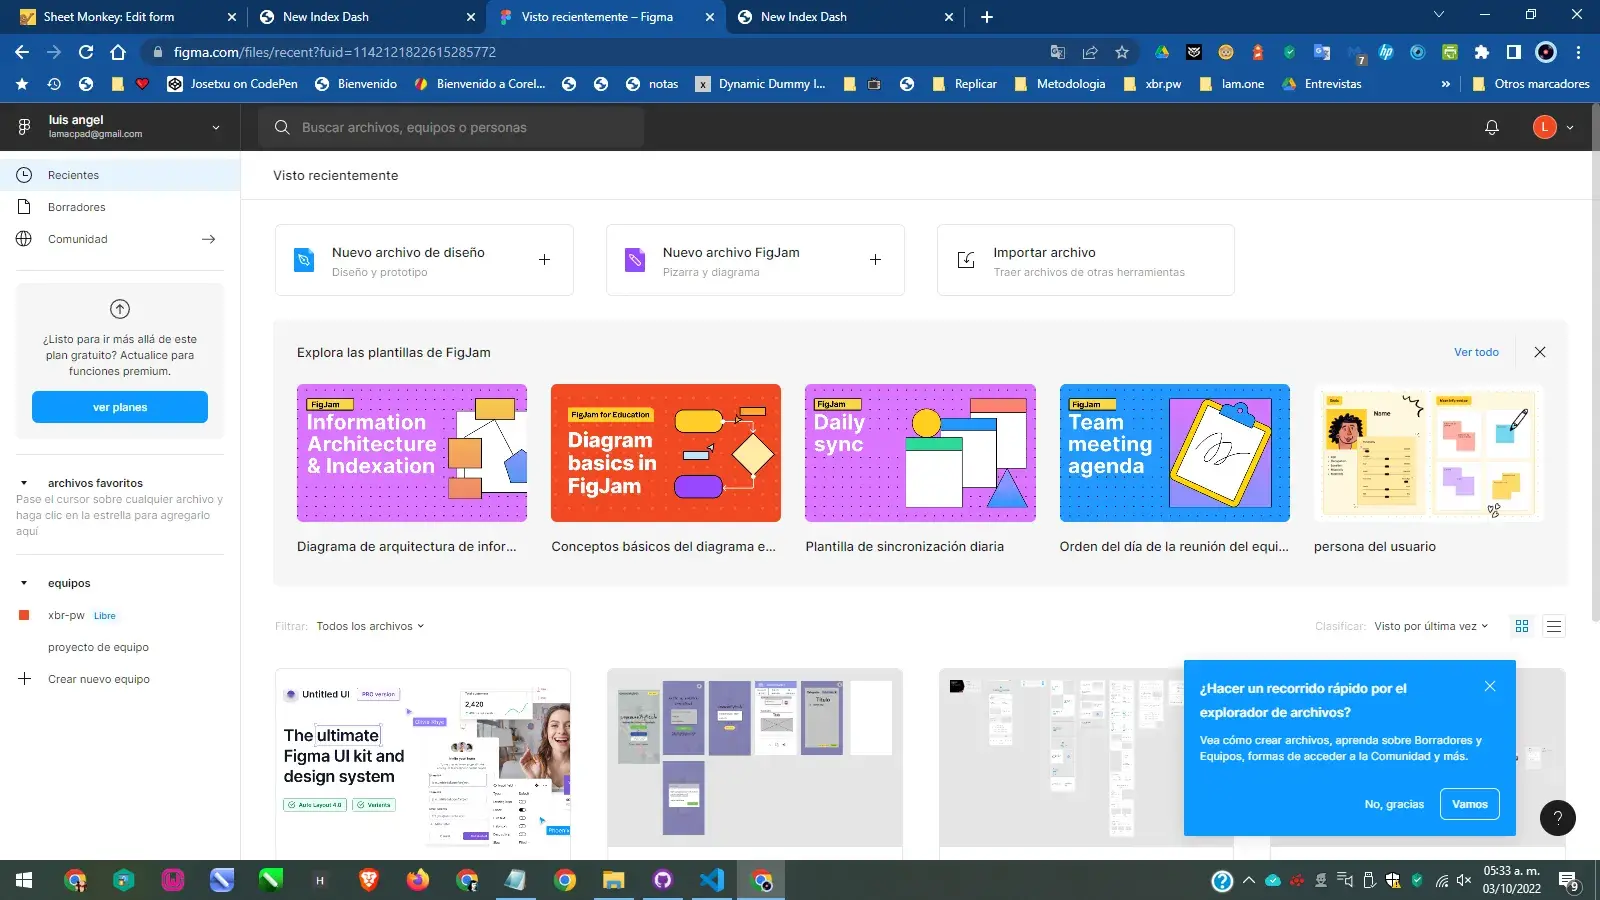 Sheet Monkey: Edit form
New Index Dash
Visto recientemente – Figma
New Index Dash
figma.com/files/recent?fuid=1142121822615285772
7
Josetxu on CodePen
Bienvenido
Bienvenido a Corel...
notas
Dynamic Dummy I...
Replicar
Metodologia
xbr.pw
lam.one
Entrevistas
»
Otros marcadores
luis angel
lamacpad@gmail.com
Buscar archivos, equipos o personas
L
Recientes
Borradores
Comunidad
¿Listo para ir más allá de este
plan gratuito? Actualice para
funciones premium.
ver planes
archivos favoritos
Pase el cursor sobre cualquier archivo y
haga clic en la estrella para agregarlo
aquí
equipos
xbr-pw Libre
proyecto de equipo
Crear nuevo equipo
Visto recientemente
Nuevo archivo de diseño
Diseño y prototipo
Nuevo archivo FigJam
Pizarra y diagrama
Importar archivo
Traer archivos de otras herramientas
Explora las plantillas de FigJam
Ver todo
FigJam
Information
Architecture
& Indexation
FigJam for Education
Diagram
basics in
FigJam
FigJam
Daily
sync
FigJam
Team
meeting
agenda
Name
Diagrama de arquitectura de infor...
Conceptos básicos del diagrama e...
Plantilla de sincronización diaria
Orden del día de la reunión del equi...
persona del usuario
Filtrar: Todos los archivos
Clasificar: Visto por última vez
Untitled UI
PRO version
The ultimate
Figma UI kit and
design system
Auto Layout 4.0
Variants
2,420
Olivia Rhye
Phoenix
Título
¿Hacer un recorrido rápido por el
explorador de archivos?
Vea cómo crear archivos, aprenda sobre Borradores y
Equipos, formas de acceder a la Comunidad y más.
No, gracias
Vamos
?
H
05:33 a. m.
03/10/2022
9